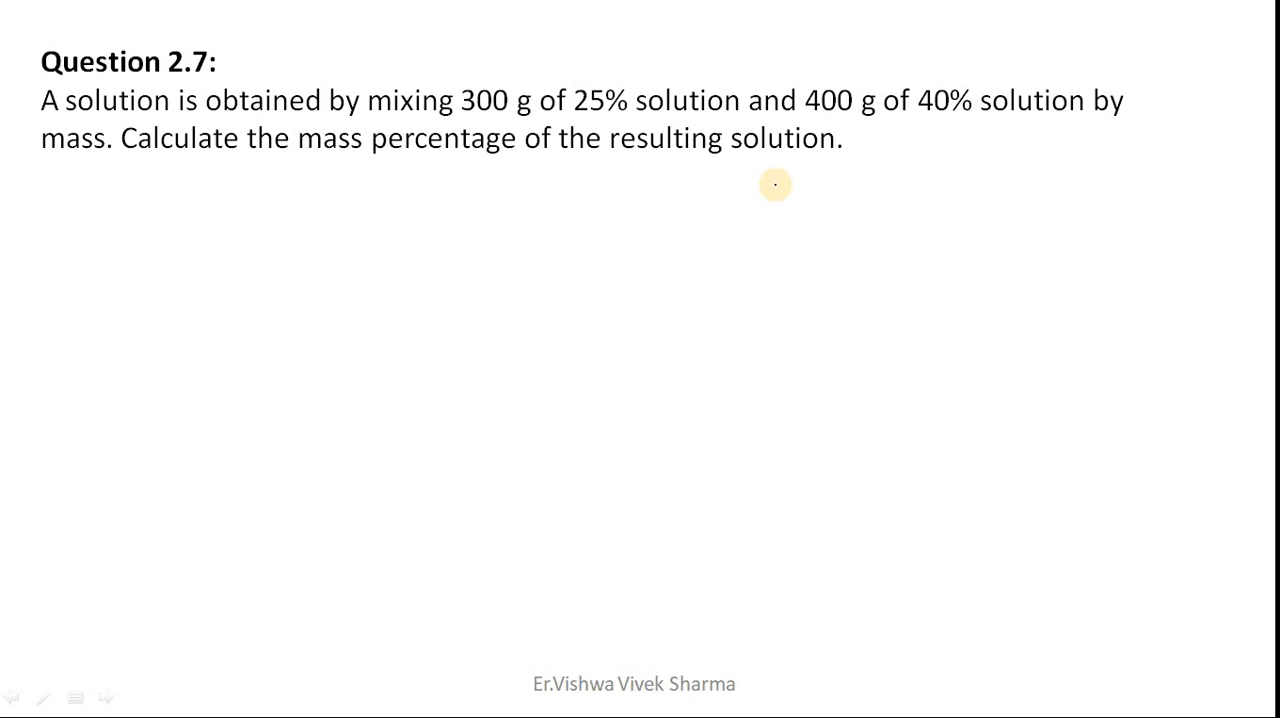 Question 2.7:
A solution is obtained by mixing 300 g of 25% solution and 400 g of 40% solution by
mass. Calculate the mass percentage of the resulting solution.
Er.Vishwa Vivek Sharma